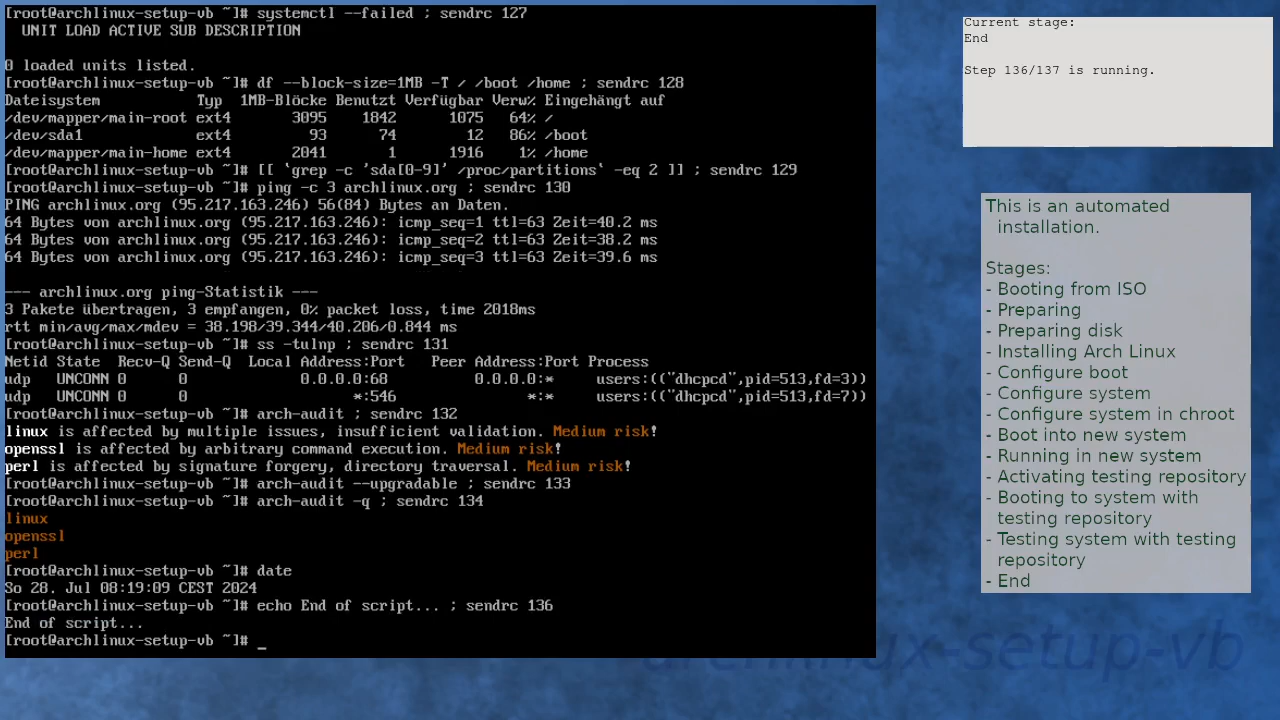 [root@archlinux-setup-vb ~]# systemctl --failed ; sendrc 127
UNIT LOAD ACTIVE SUB DESCRIPTION
0 loaded units listed.
[root@archlinux-setup-vb ~]# df --block-size=1MB -T / /boot /home ; sendrc 128
Dateisystem Typ 1MB-Blöcke Benutzt Verfügbar Verw% Eingehängt auf
/dev/mapper/main-root ext4 3095 1842 1075 64% /
/dev/sda1 ext4 93 74 12 86% /boot
/dev/mapper/main-home ext4 2041 1 1916 1% /home
[root@archlinux-setup-vb ~]# [[ `grep -c 'sda[0-9]' /proc/partitions` -eq 2 ]] ; sendrc 129
[root@archlinux-setup-vb ~]# ping -c 3 archlinux.org ; sendrc 130
PING archlinux.org (95.217.163.246) 56(84) Bytes an Daten.
64 Bytes von archlinux.org (95.217.163.246): icmp_seq=1 ttl=63 Zeit=40.2 ms
64 Bytes von archlinux.org (95.217.163.246): icmp_seq=2 ttl=63 Zeit=38.2 ms
64 Bytes von archlinux.org (95.217.163.246): icmp_seq=3 ttl=63 Zeit=39.6 ms
--- archlinux.org ping-Statistik ---
3 Pakete übertragen, 3 empfangen, 0% packet loss, time 2018ms
rtt min/avg/max/mdev = 38.198/39.344/40.206/0.844 ms
[root@archlinux-setup-vb ~]# ss -tulnp ; sendrc 131
Netid State Recv-Q Send-Q Local Address:Port Peer Address:Port Process
udp UNCONN 0 0 0.0.0.0:68 0.0.0.0:* users:(("dhcpcd",pid=513,fd=3))
udp UNCONN 0 0 *:546 *:* users:(("dhcpcd",pid=513,fd=7))
[root@archlinux-setup-vb ~]# arch-audit ; sendrc 132
linux is affected by multiple issues, insufficient validation. Medium risk!
openssl is affected by arbitrary command execution. Medium risk!
perl is affected by signature forgery, directory traversal. Medium risk!
[root@archlinux-setup-vb ~]# arch-audit --upgradable ; sendrc 133
[root@archlinux-setup-vb ~]# arch-audit -q ; sendrc 134
linux
openssl
perl
[root@archlinux-setup-vb ~]# date
So 28. Jul 08:19:09 CEST 2024
[root@archlinux-setup-vb ~]# echo End of script... ; sendrc 136
End of script...
[root@archlinux-setup-vb ~]# _
Current stage:
End
Step 136/137 is running.
This is an automated
installation.
Stages:
- Booting from ISO
- Preparing
- Preparing disk
- Installing Arch Linux
- Configure boot
- Configure system
- Configure system in chroot
- Boot into new system
- Running in new system
- Activating testing repository
- Booting to system with
testing repository
- Testing system with testing
repository
- End
archlinux-setup-vb